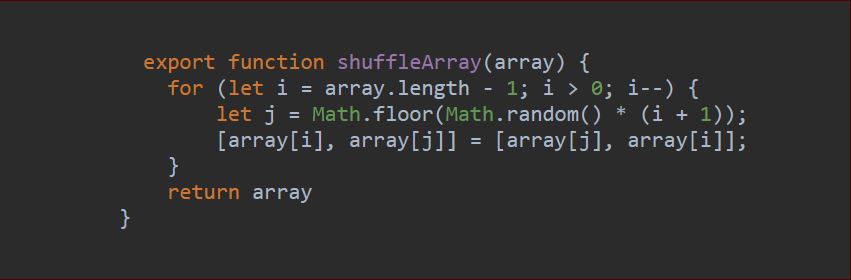 export function shuffleArray(array) {
for (let i = array.length - 1; i > 0; i--) {
let j = Math.floor(Math.random() * (i + 1));
[array[i], array[j]] = [array[j], array[i]];
}
return array
}